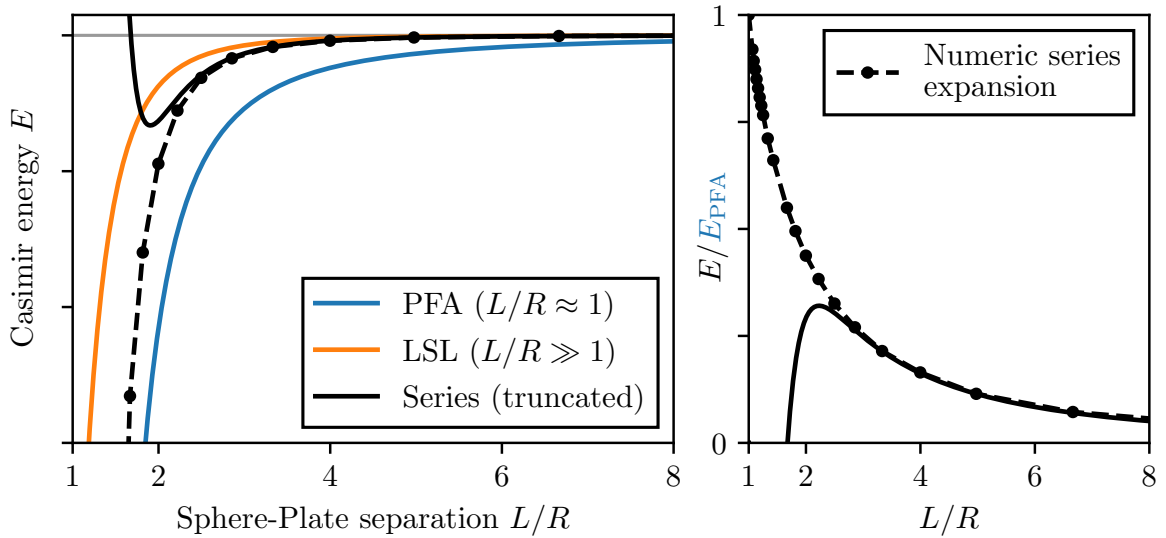 Casimir energy E
PFA (L/R ≈ 1)
LSL (L/R ≫ 1)
Series (truncated)
1 2 4 6 8
Sphere-Plate separation L/R
E/E_PFA
1
0
Numeric series
expansion
1 2 4 6 8
L/R